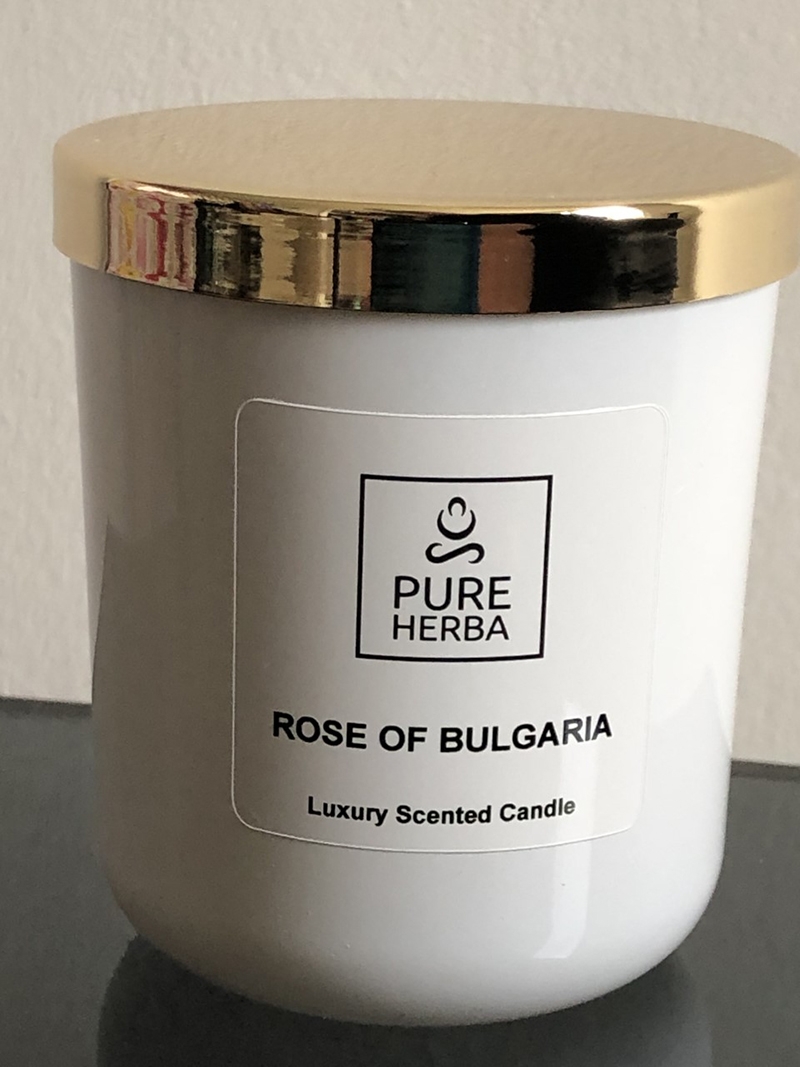 PURE
HERBA
ROSE OF BULGARIA
Luxury Scented Candle